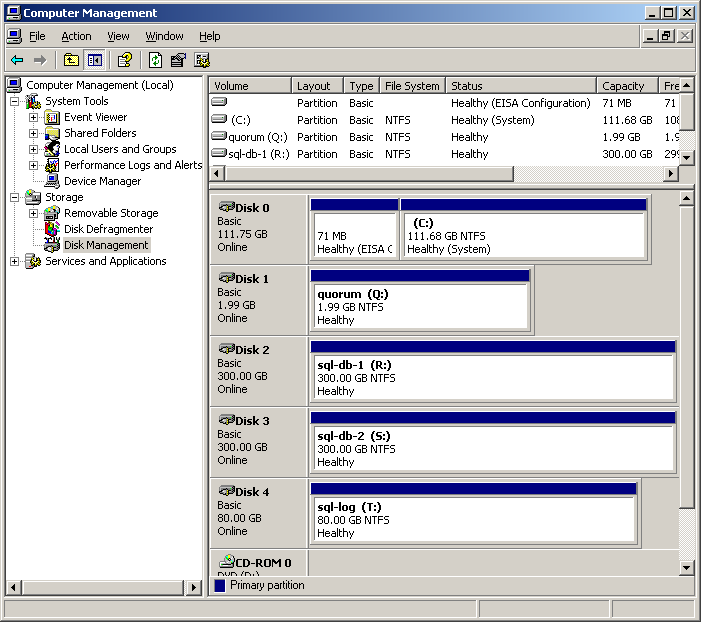 Computer Management
File Action View Window Help
Computer Management (Local)
System Tools
Event Viewer
Shared Folders
Local Users and Groups
Performance Logs and Alerts
Device Manager
Storage
Removable Storage
Disk Defragmenter
Disk Management
Services and Applications
Volume Layout Type File System Status Capacity Fre
Partition Basic Healthy (EISA Configuration) 71 MB 71
(C:) Partition Basic NTFS Healthy (System) 111.68 GB 108
quorum (Q:) Partition Basic NTFS Healthy 1.99 GB 1.9
sql-db-1 (R:) Partition Basic NTFS Healthy 300.00 GB 299
Disk 0
Basic
111.75 GB
Online
71 MB
Healthy (EISA C
(C:)
111.68 GB NTFS
Healthy (System)
Disk 1
Basic
1.99 GB
Online
quorum (Q:)
1.99 GB NTFS
Healthy
Disk 2
Basic
300.00 GB
Online
sql-db-1 (R:)
300.00 GB NTFS
Healthy
Disk 3
Basic
300.00 GB
Online
sql-db-2 (S:)
300.00 GB NTFS
Healthy
Disk 4
Basic
80.00 GB
Online
sql-log (T:)
80.00 GB NTFS
Healthy
CD-ROM 0
DVD (D:)
Primary partition